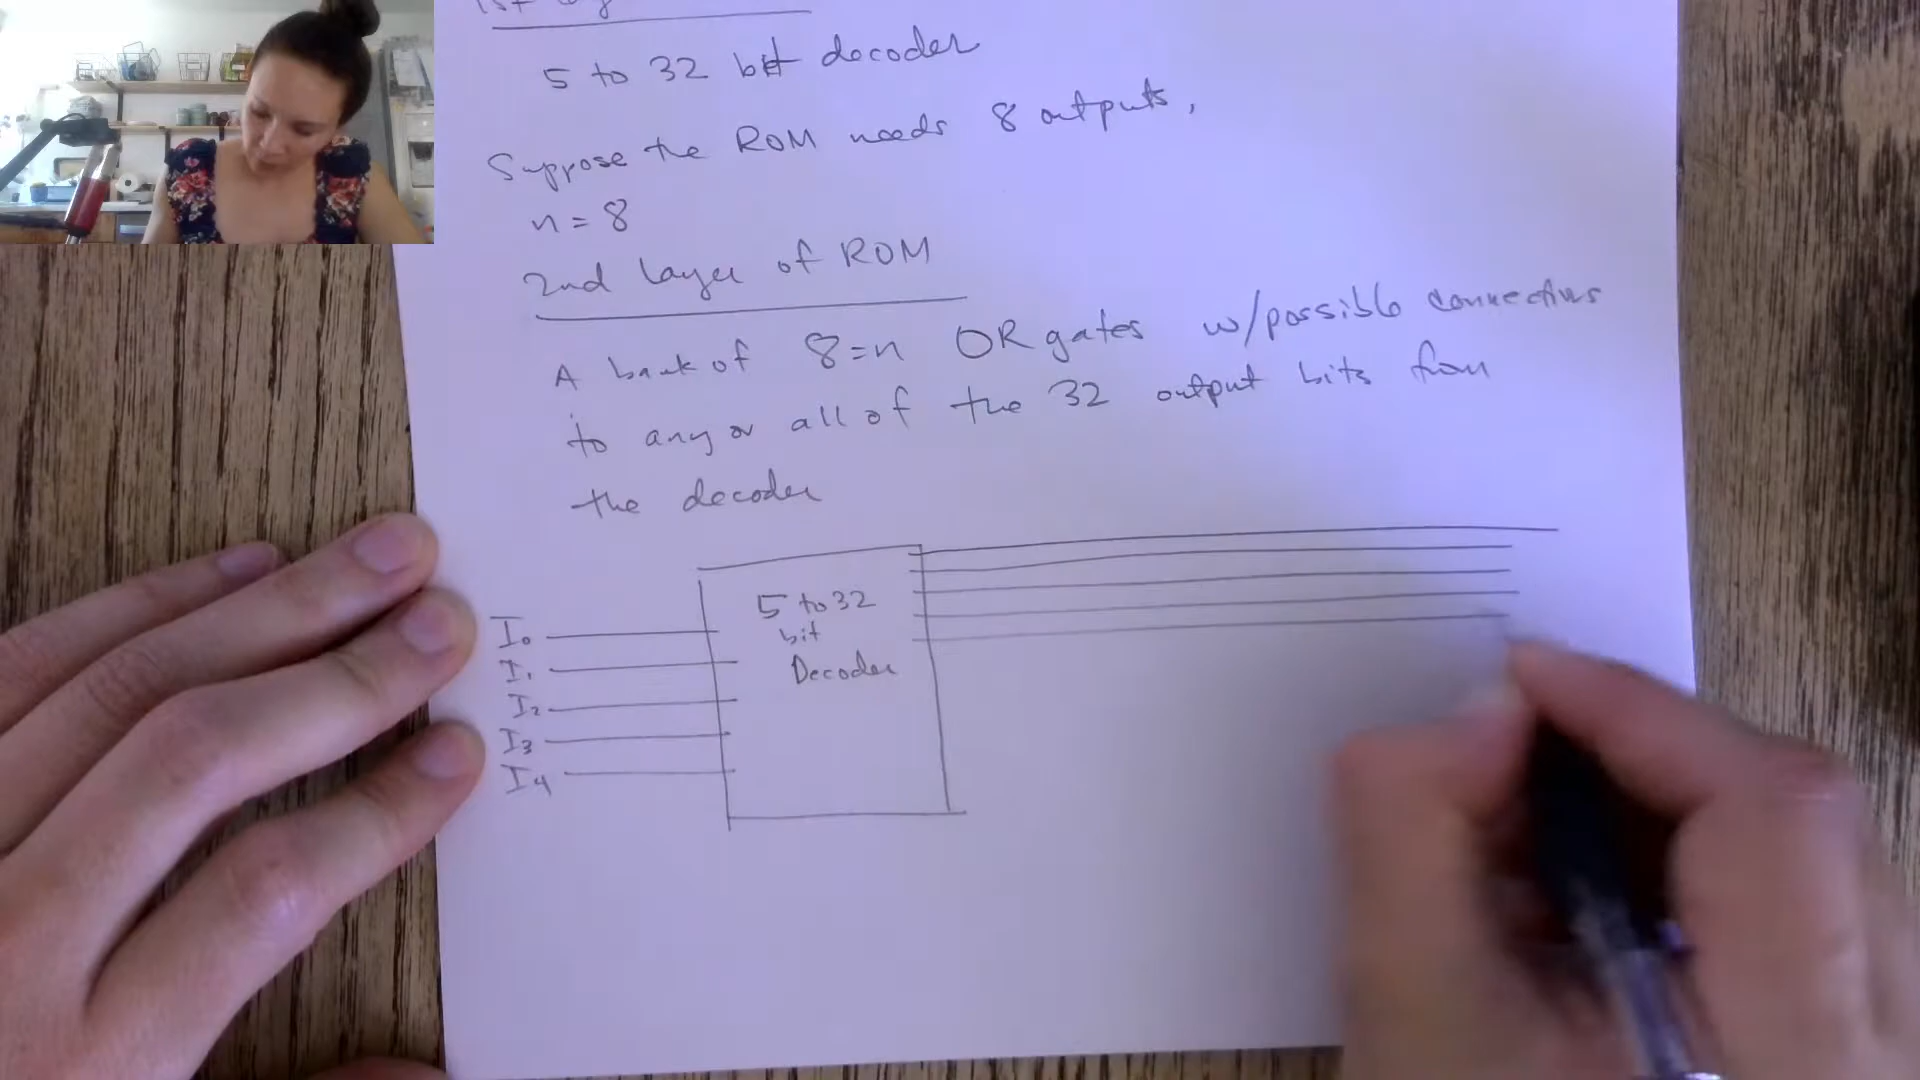 1st
5 to 32 bit decoder
Suppose the ROM needs 8 outputs,
n = 8
2nd layer of ROM
A bank of 8=n OR gates w/possible connections
to any or all of the 32 output bits from
the decoder
5 to 32
bit
Decoder
I0
I1
I2
I3
I4